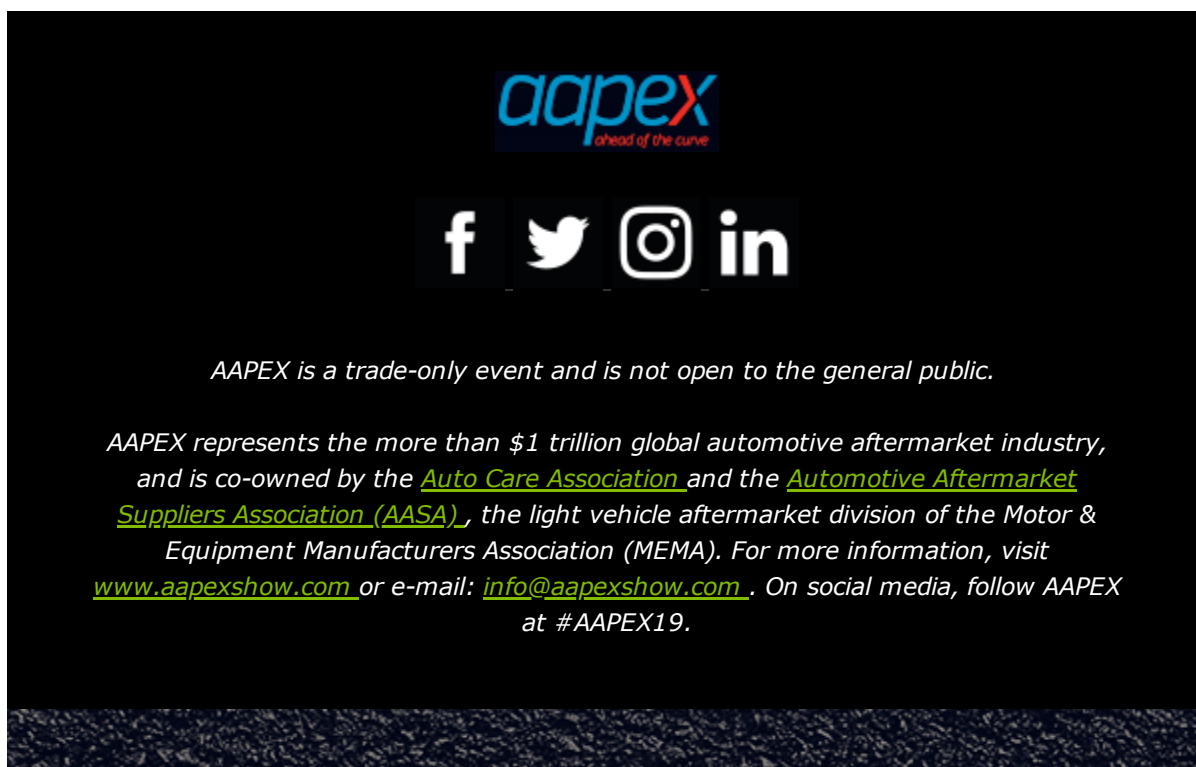 aapex
ahead of the curve
f in
AAPEX is a trade-only event and is not open to the general public.
AAPEX represents the more than $1 trillion global automotive aftermarket industry,
and is co-owned by the Auto Care Association and the Automotive Aftermarket
Suppliers Association (AASA) , the light vehicle aftermarket division of the Motor &
Equipment Manufacturers Association (MEMA). For more information, visit
www.aapexshow.com or e-mail: info@aapexshow.com . On social media, follow AAPEX
at #AAPEX19.